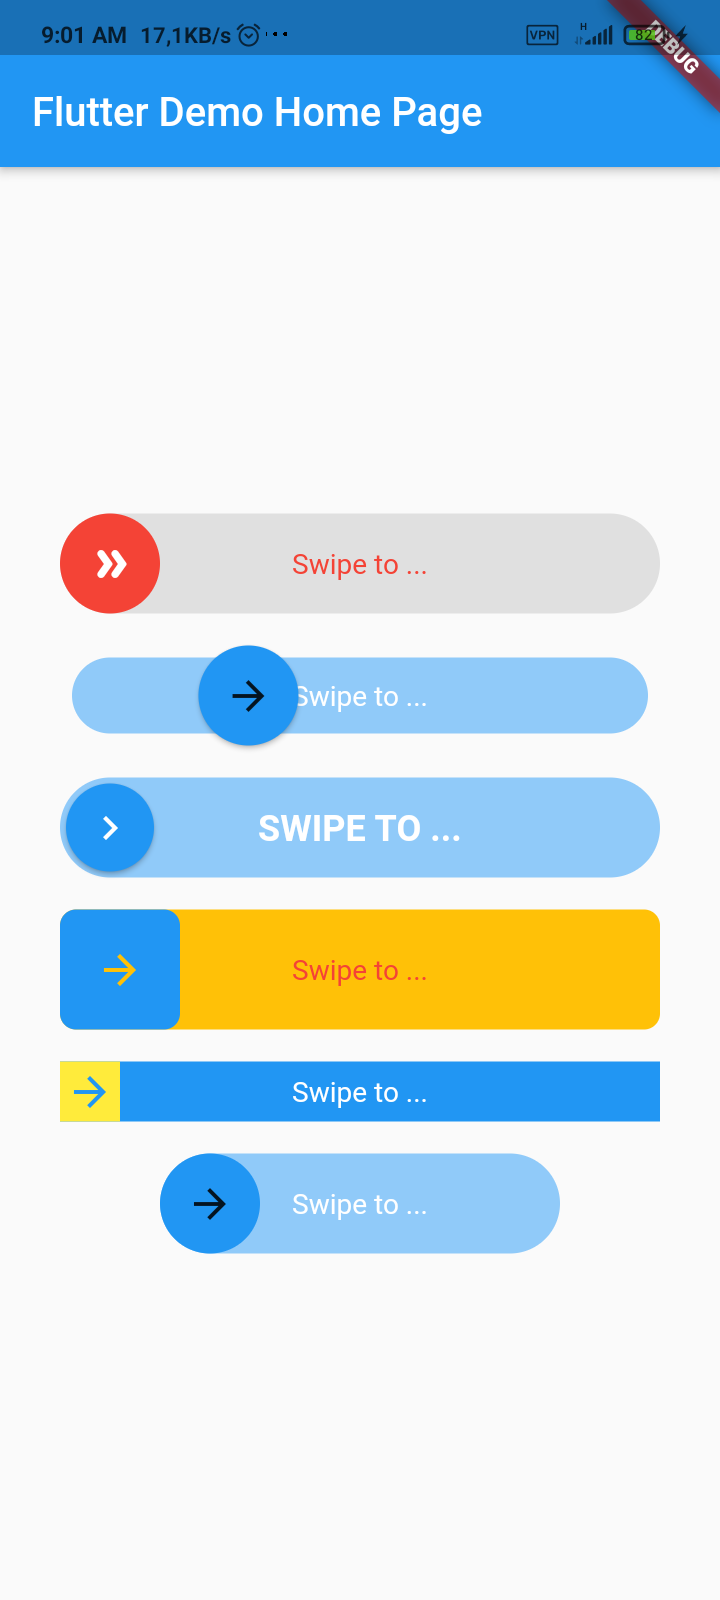 9:01 AM 17,1KB/s ... VPN H 82
DEBUG
Flutter Demo Home Page
Swipe to ...
Swipe to ...
SWIPE TO ...
Swipe to ...
Swipe to ...
Swipe to ...